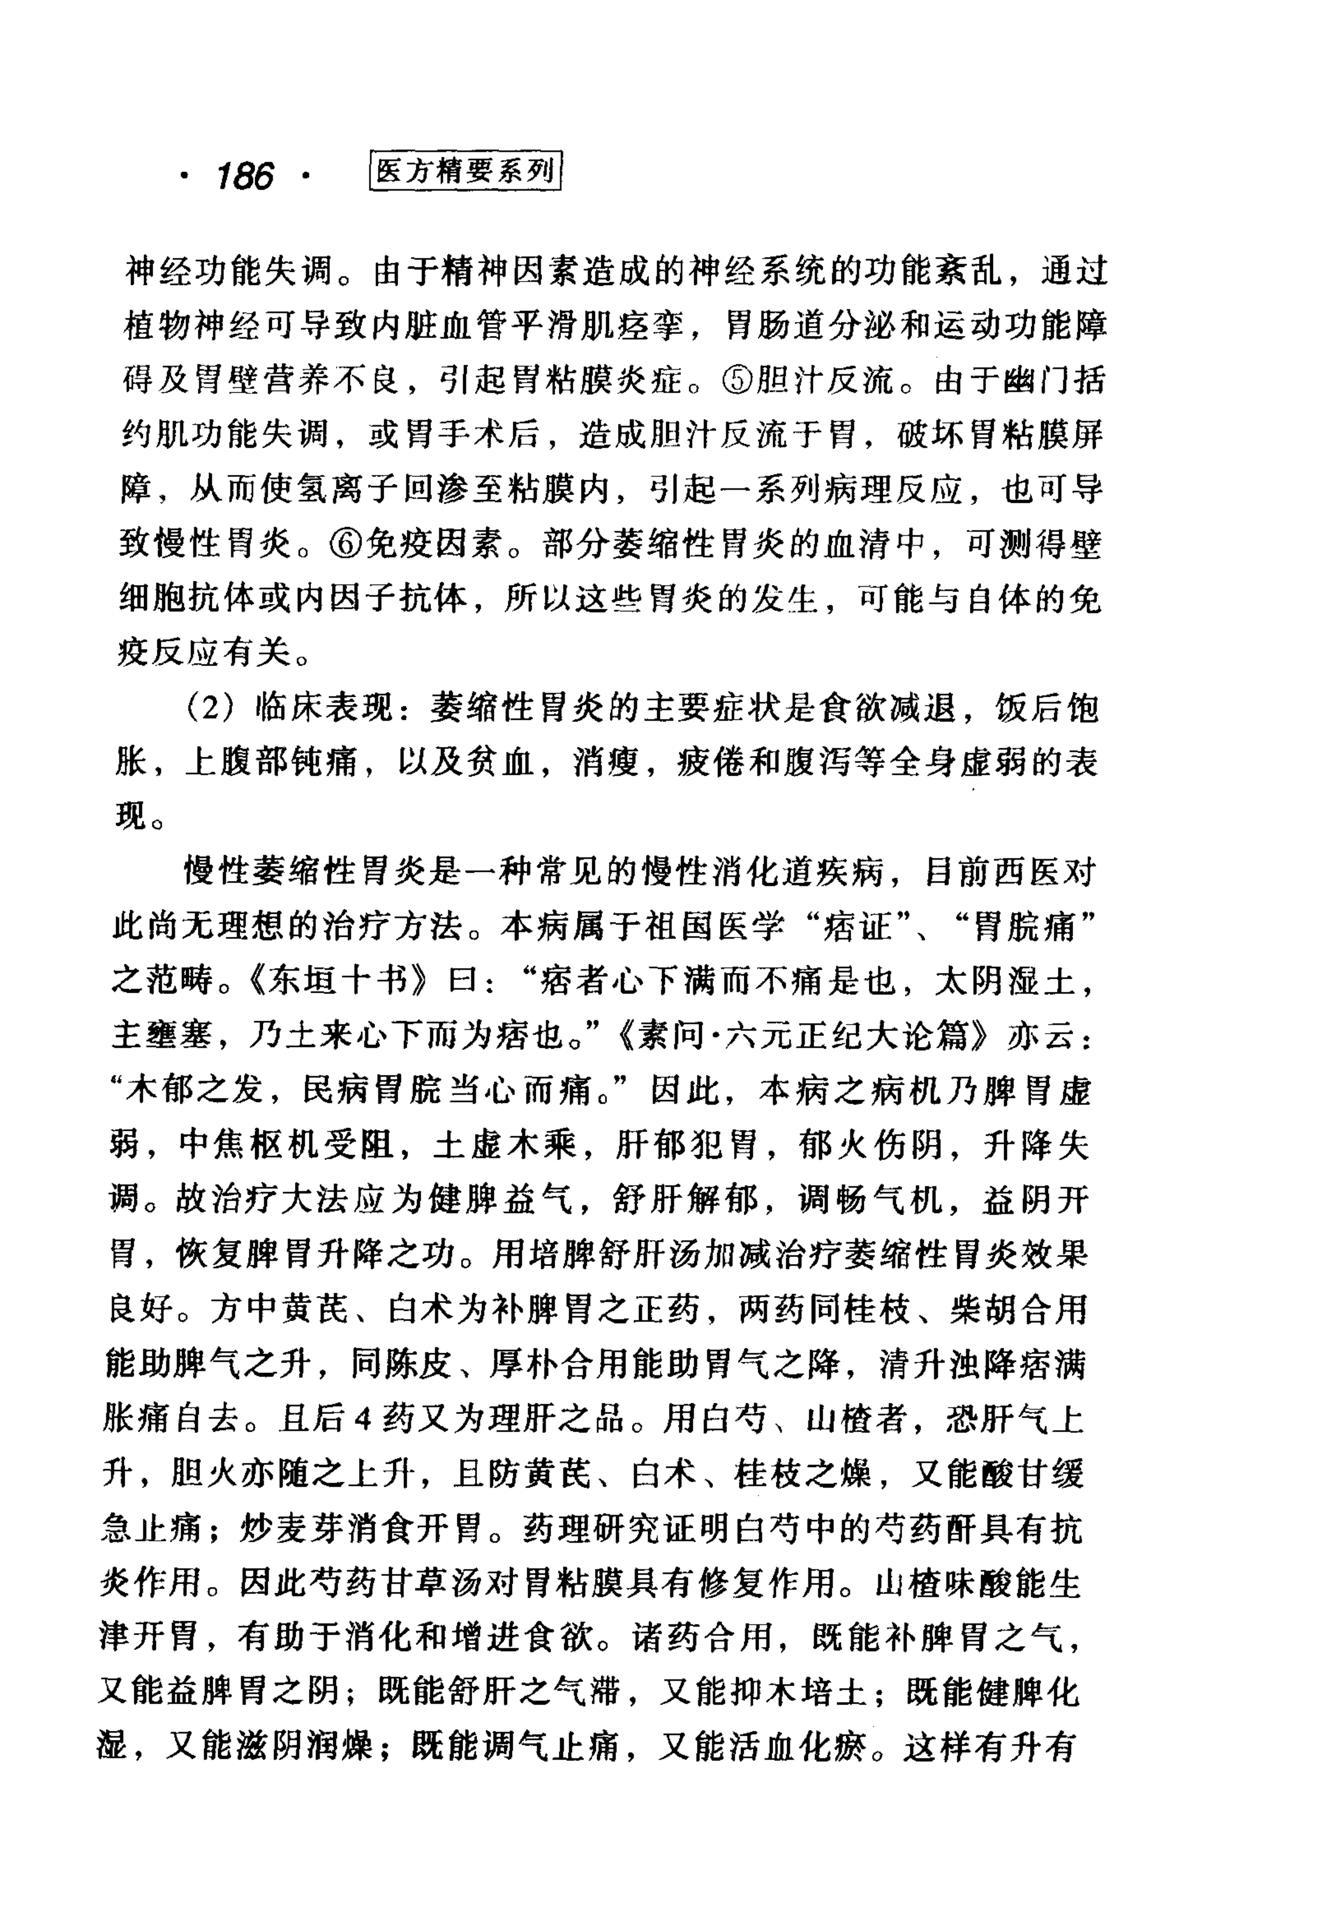 · 186 · 医方精要系列
神经功能失调。由于精神因素造成的神经系统的功能紊乱，通过
植物神经可导致内脏血管平滑肌痉挛，胃肠道分泌和运动功能障
碍及胃壁营养不良，引起胃粘膜炎症。⑤胆汁反流。由于幽门括
约肌功能失调，或胃手术后，造成胆汁反流于胃，破坏胃粘膜屏
障，从而使氢离子回渗至粘膜内，引起一系列病理反应，也可导
致慢性胃炎。⑥免疫因素。部分萎缩性胃炎的血清中，可测得壁
细胞抗体或内因子抗体，所以这些胃炎的发生，可能与自体的免
疫反应有关。
（2）临床表现：萎缩性胃炎的主要症状是食欲减退，饭后饱
胀，上腹部钝痛，以及贫血，消瘦，疲倦和腹泻等全身虚弱的表
现。
慢性萎缩性胃炎是一种常见的慢性消化道疾病，目前西医对
此尚无理想的治疗方法。本病属于祖国医学“痞证”、“胃脘痛”
之范畴。《东垣十书》曰：“痞者心下满而不痛是也，太阴湿土，
主壅塞，乃土来心下而为痞也。”《素问·六元正纪大论篇》亦云：
“木郁之发，民病胃脘当心而痛。”因此，本病之病机乃脾胃虚
弱，中焦枢机受阻，土虚木乘，肝郁犯胃，郁火伤阴，升降失
调。故治疗大法应为健脾益气，舒肝解郁，调畅气机，益阴开
胃，恢复脾胃升降之功。用培脾舒肝汤加减治疗萎缩性胃炎效果
良好。方中黄芪、白术为补脾胃之正药，两药同桂枝、柴胡合用
能助脾气之升，同陈皮、厚朴合用能助胃气之降，清升浊降痞满
胀痛自去。且后4药又为理肝之品。用白芍、山楂者，恐肝气上
升，胆火亦随之上升，且防黄芪、白术、桂枝之燥，又能酸甘缓
急止痛；炒麦芽消食开胃。药理研究证明白芍中的芍药酐具有抗
炎作用。因此芍药甘草汤对胃粘膜具有修复作用。山楂味酸能生
津开胃，有助于消化和增进食欲。诸药合用，既能补脾胃之气，
又能益脾胃之阴；既能舒肝之气滞，又能抑木培土；既能健脾化
湿，又能滋阴润燥；既能调气止痛，又能活血化瘀。这样有升有